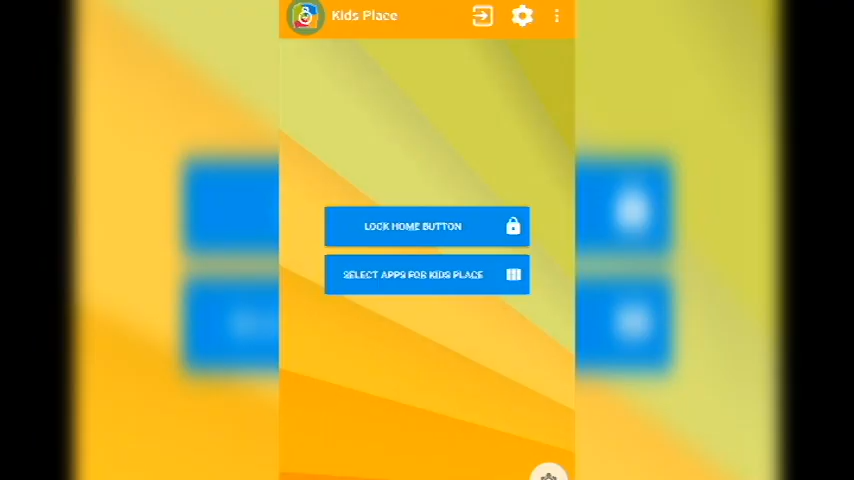 Kids Place
LOCK HOME BUTTON
SELECT APPS FOR KIDS PLACE